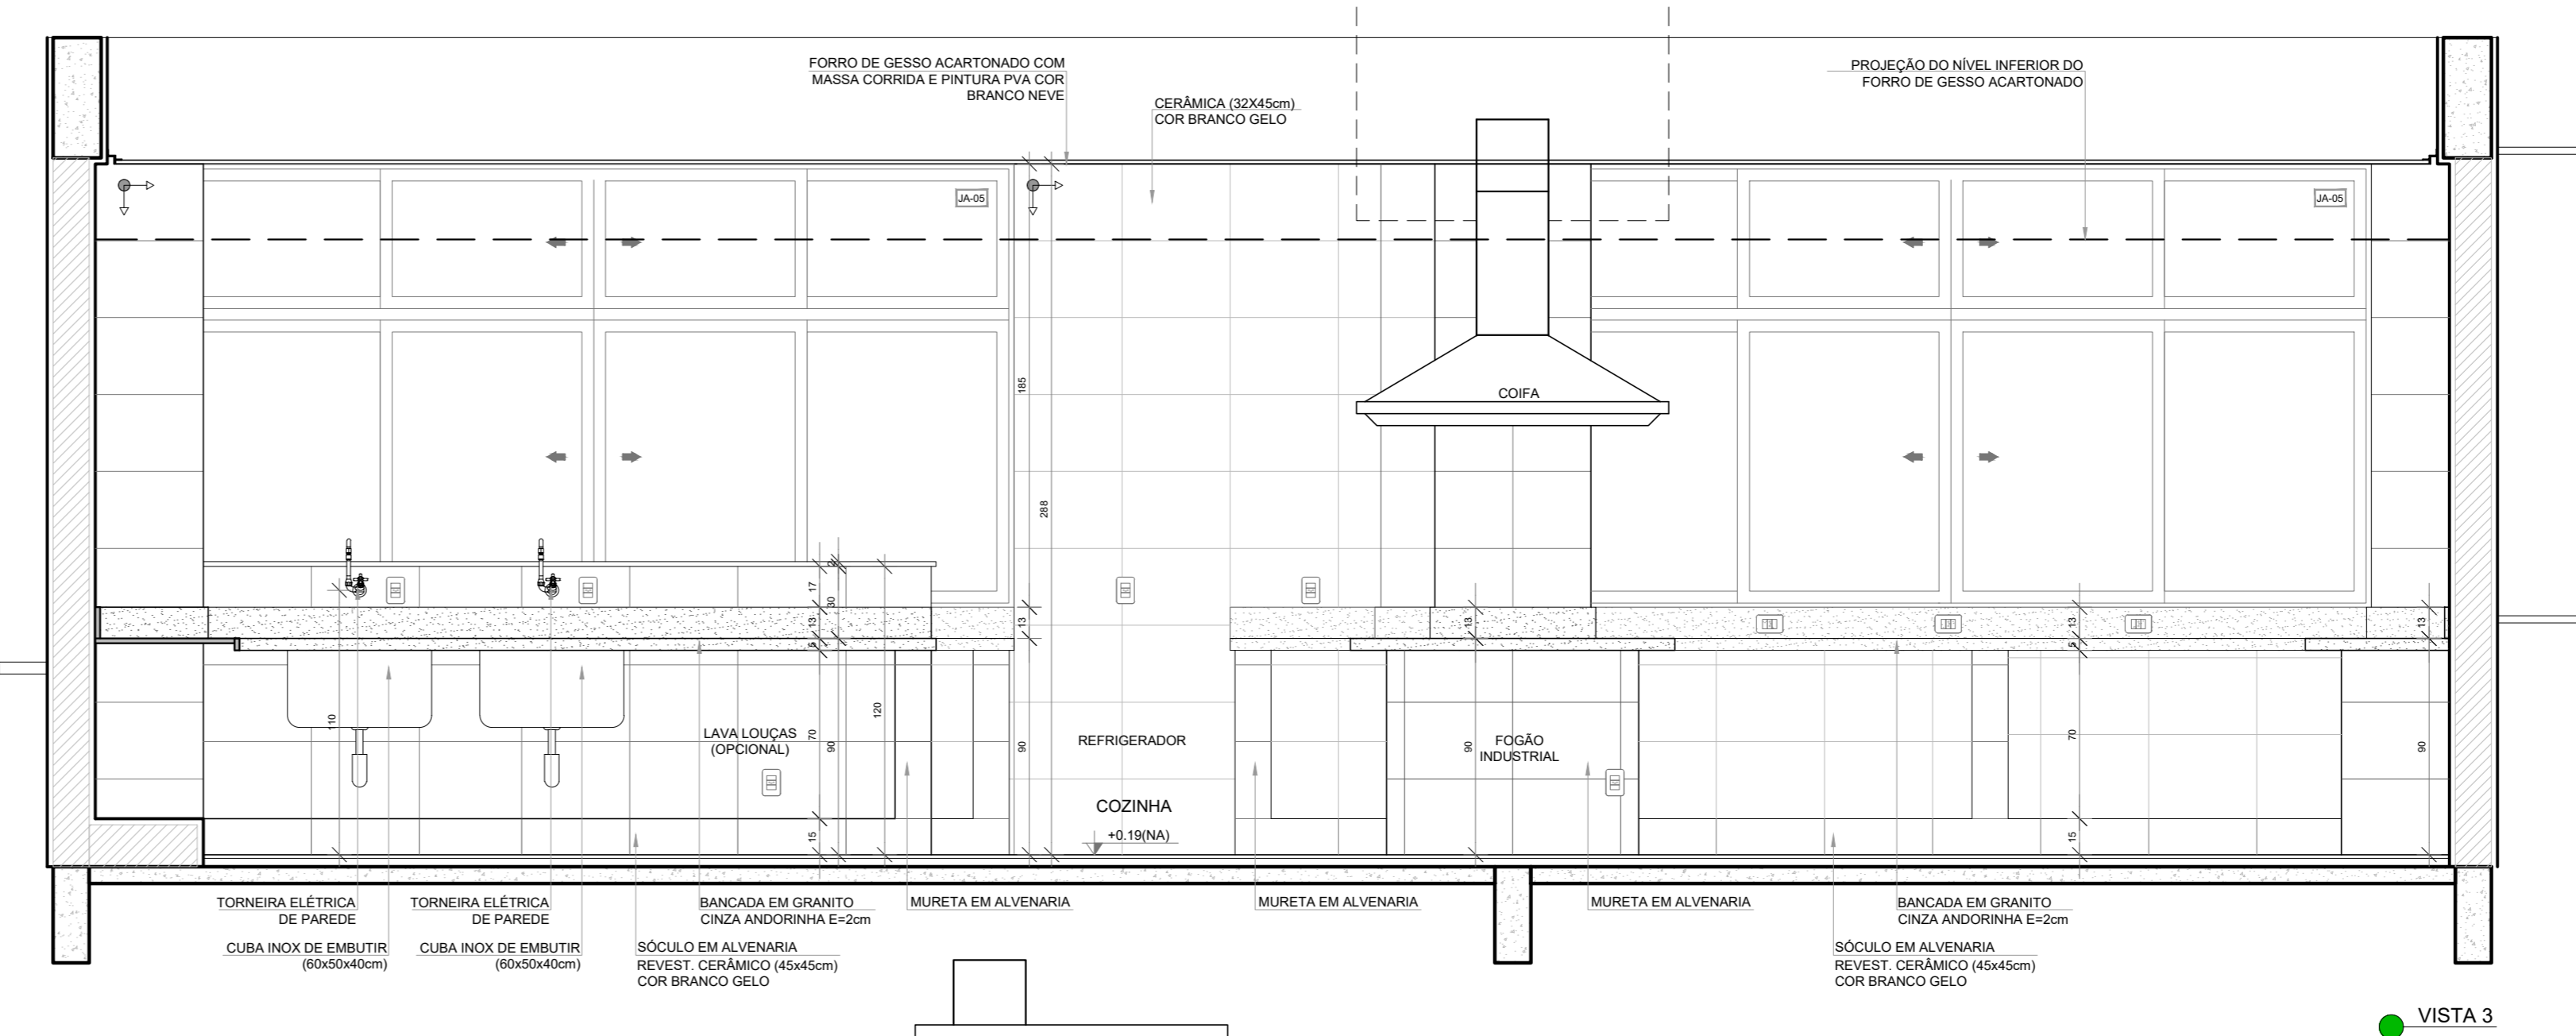 FORRO DE GESSO ACARTONADO COM
MASSA CORRIDA E PINTURA PVA COR
BRANCO NEVE
CERÂMICA (32X45cm)
COR BRANCO GELO
PROJEÇÃO DO NÍVEL INFERIOR DO
FORRO DE GESSO ACARTONADO
JA-05
JA-05
185
COIFA
288
2
17
30
13
5
13
13
13
5
13
110
120
70
90
90
90
70
90
LAVA LOUÇAS
(OPCIONAL)
REFRIGERADOR
FOGÃO
INDUSTRIAL
COZINHA
+0.19(NA)
15
15
TORNEIRA ELÉTRICA
DE PAREDE
TORNEIRA ELÉTRICA
DE PAREDE
BANCADA EM GRANITO
CINZA ANDORINHA E=2cm
MURETA EM ALVENARIA
MURETA EM ALVENARIA
MURETA EM ALVENARIA
BANCADA EM GRANITO
CINZA ANDORINHA E=2cm
CUBA INOX DE EMBUTIR
(60x50x40cm)
CUBA INOX DE EMBUTIR
(60x50x40cm)
SÓCULO EM ALVENARIA
REVEST. CERÂMICO (45x45cm)
COR BRANCO GELO
SÓCULO EM ALVENARIA
REVEST. CERÂMICO (45x45cm)
COR BRANCO GELO
VISTA 3